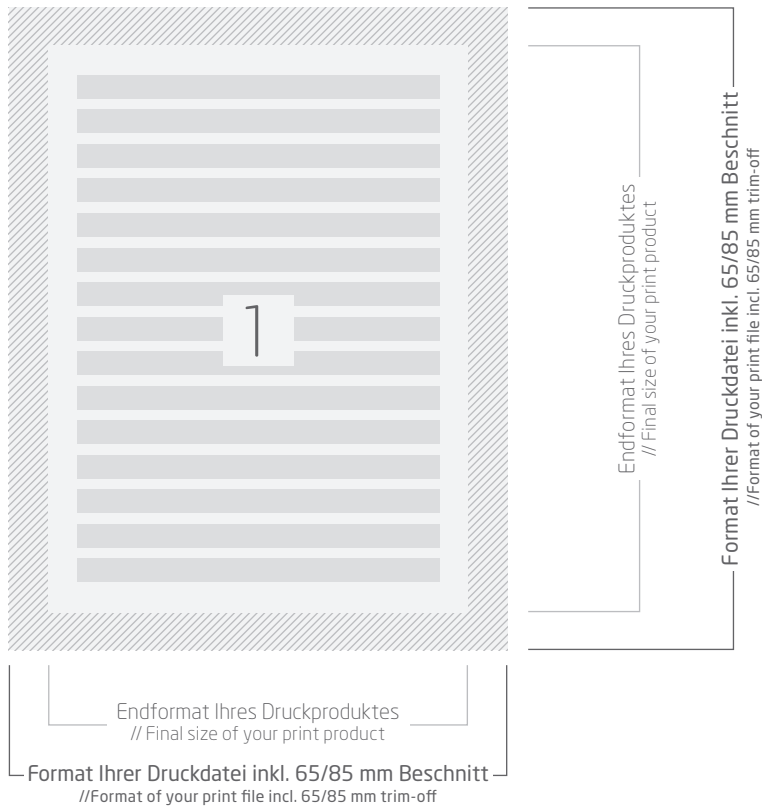 1
Endformat Ihres Druckproduktes
// Final size of your print product
Format Ihrer Druckdatei inkl. 65/85 mm Beschnitt
//Format of your print file incl. 65/85 mm trim-off
Endformat Ihres Druckproduktes
// Final size of your print product
Format Ihrer Druckdatei inkl. 65/85 mm Beschnitt
//Format of your print file incl. 65/85 mm trim-off